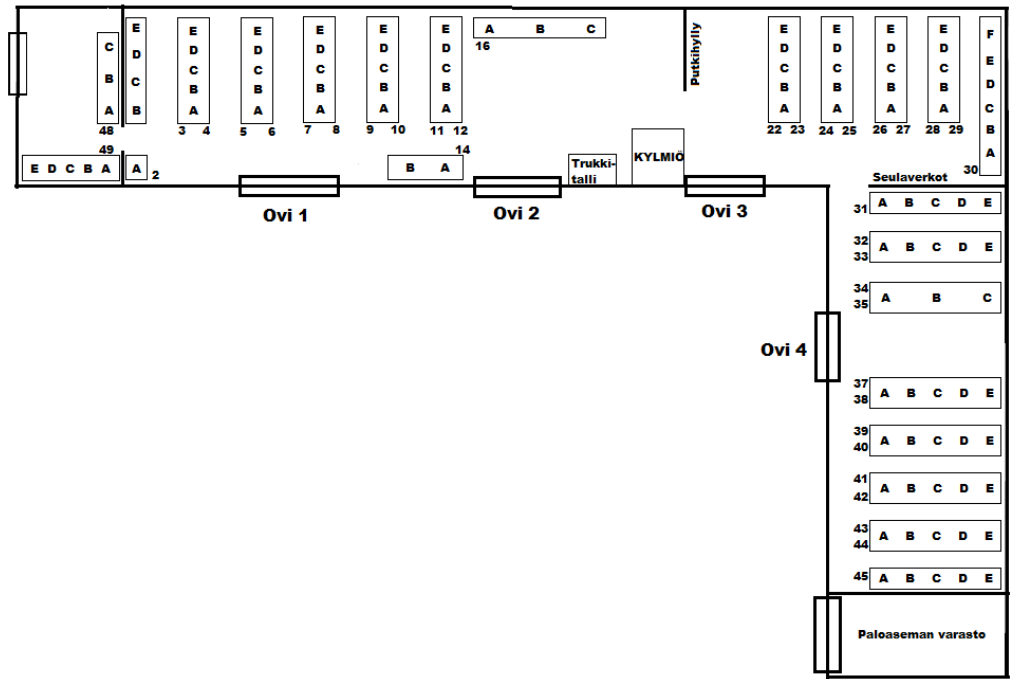 C
B
A
48
49
E D C B A
E
D
C
B
A
2
E
D
C
B
A
3 4
E
D
C
B
A
5 6
E
D
C
B
A
7 8
E
D
C
B
A
9 10
E
D
C
B
A
11 12
14
B A
A B C
16
Trukki-
talli
KYLMIÖ
Putkihylly
Ovi 1
Ovi 2
Ovi 3
E
D
C
B
A
22 23
E
D
C
B
A
24 25
E
D
C
B
A
26 27
E
D
C
B
A
28 29
F
E
D
C
B
A
30
Seulaverkot
31 A B C D E
32
33
A B C D E
34
35
A B C
Ovi 4
37
38
A B C D E
39
40
A B C D E
41
42
A B C D E
43
44
A B C D E
45 A B C D E
Paloaseman varasto